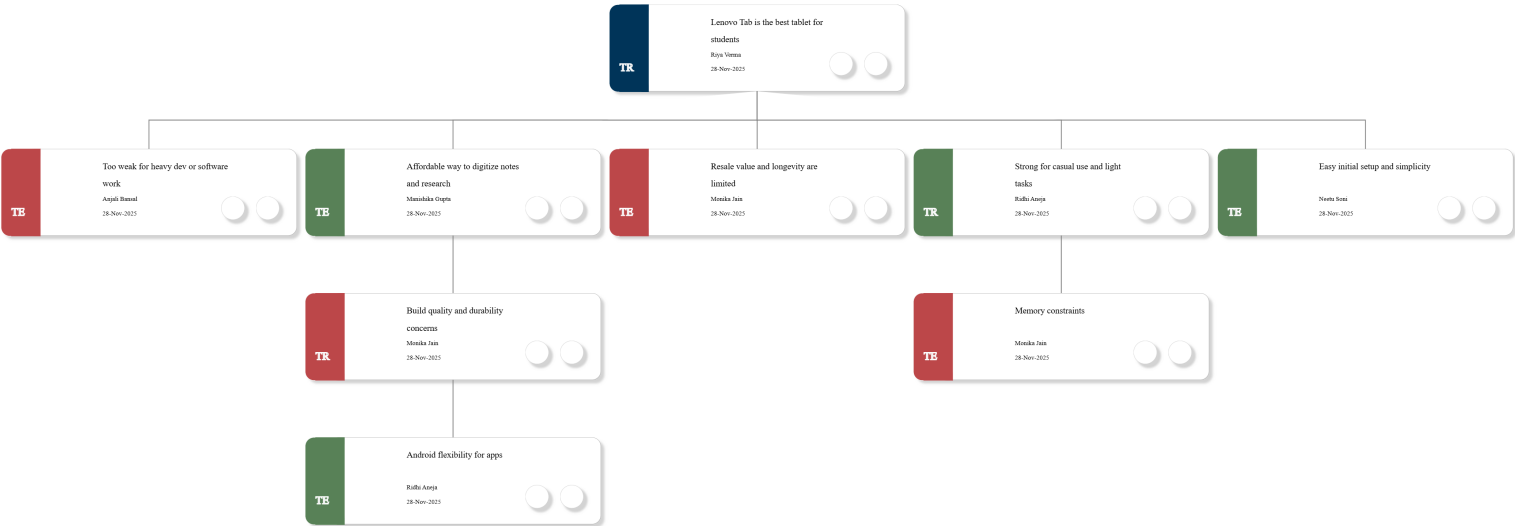 Lenovo Tab is the best tablet for
students
Riya Verma
28-Nov-2025
TR
Too weak for heavy dev or software
work
Anjali Bansal
28-Nov-2025
TE
Affordable way to digitize notes
and research
Manishika Gupta
28-Nov-2025
TE
Resale value and longevity are
limited
Monika Jain
28-Nov-2025
TE
Strong for casual use and light
tasks
Ridhi Aneja
28-Nov-2025
TR
Easy initial setup and simplicity
Neetu Soni
28-Nov-2025
TE
Build quality and durability
concerns
Monika Jain
28-Nov-2025
TR
Memory constraints
Monika Jain
28-Nov-2025
TE
Android flexibility for apps
Ridhi Aneja
28-Nov-2025
TE